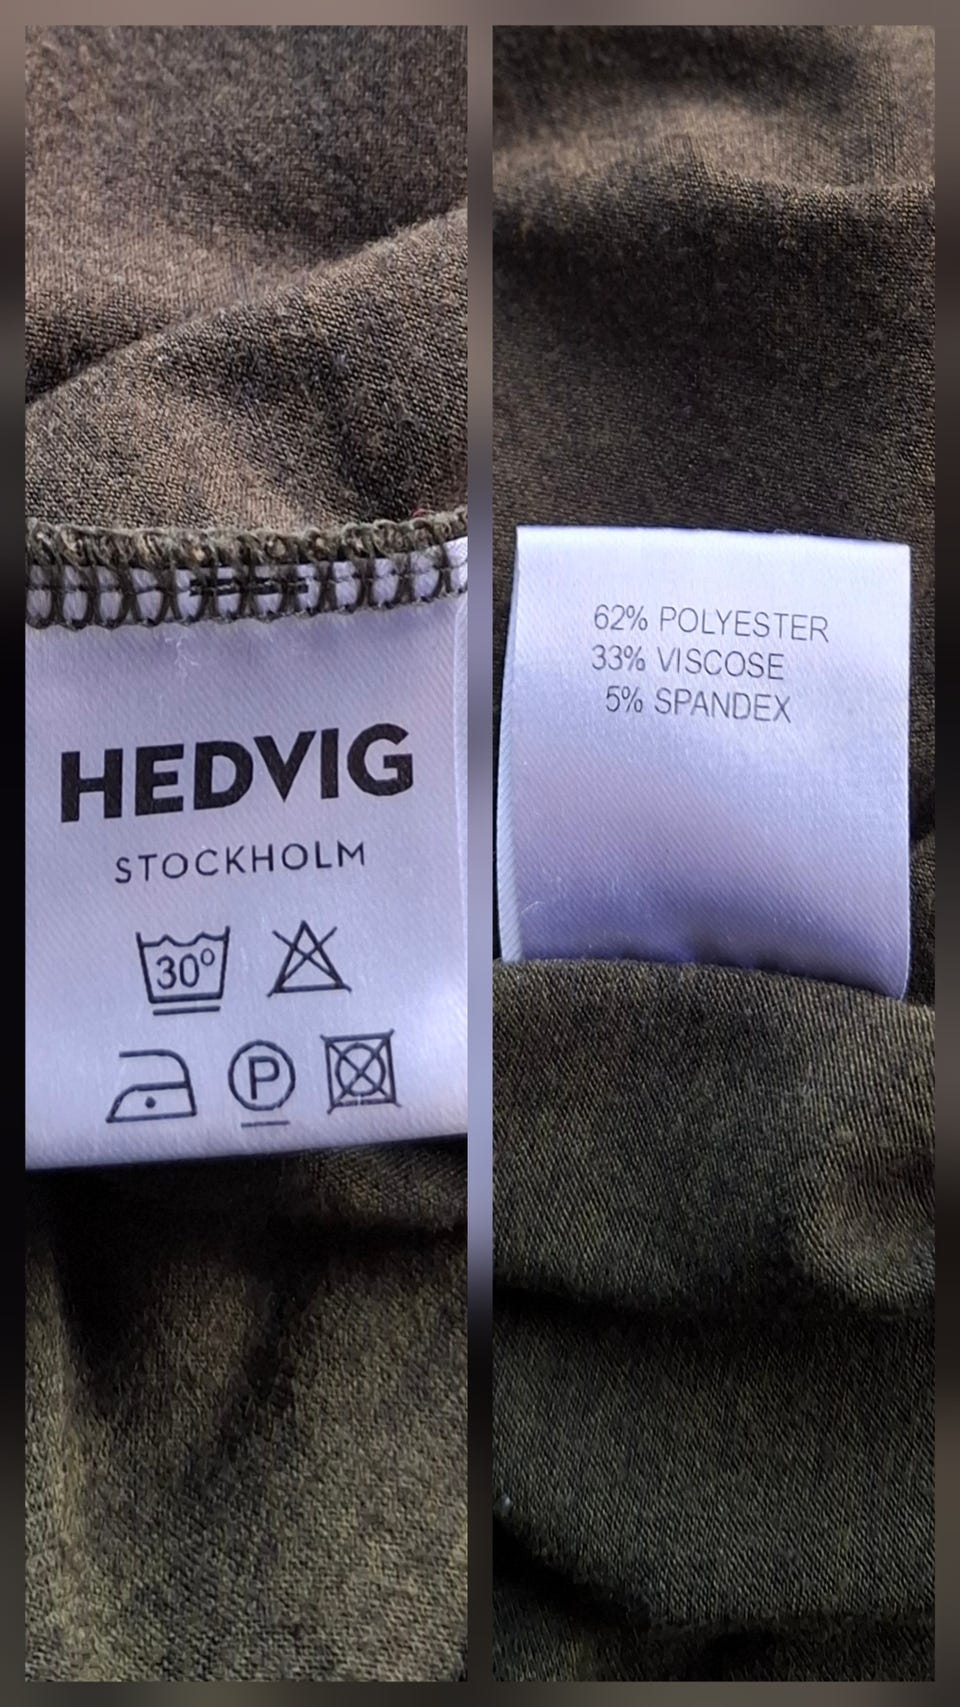 HEDVIG
STOCKHOLM
30°
P
62% POLYESTER
33% VISCOSE
5% SPANDEX